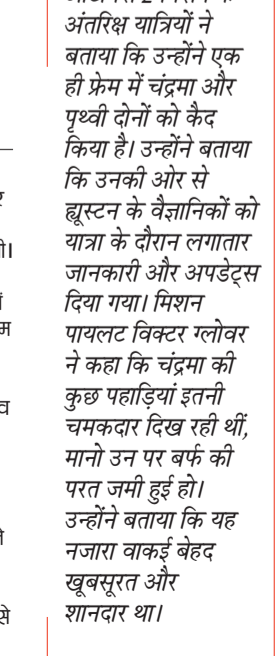 अंतरिक्ष यात्रियों ने
बताया कि उन्होंने एक
ही फ्रेम में चंद्रमा और
पृथ्वी दोनों को कैद
किया है। उन्होंने बताया
कि उनकी ओर से
ह्यूस्टन के वैज्ञानिकों को
यात्रा के दौरान लगातार
जानकारी और अपडेट्स
दिया गया। मिशन
पायलट विक्टर ग्लोवर
ने कहा कि चंद्रमा की
कुछ पहाड़ियां इतनी
चमकदार दिख रही थीं,
मानो उन पर बर्फ की
परत जमी हुई हो।
उन्होंने बताया कि यह
नजारा वाकई बेहद
खूबसूरत और
शानदार था।